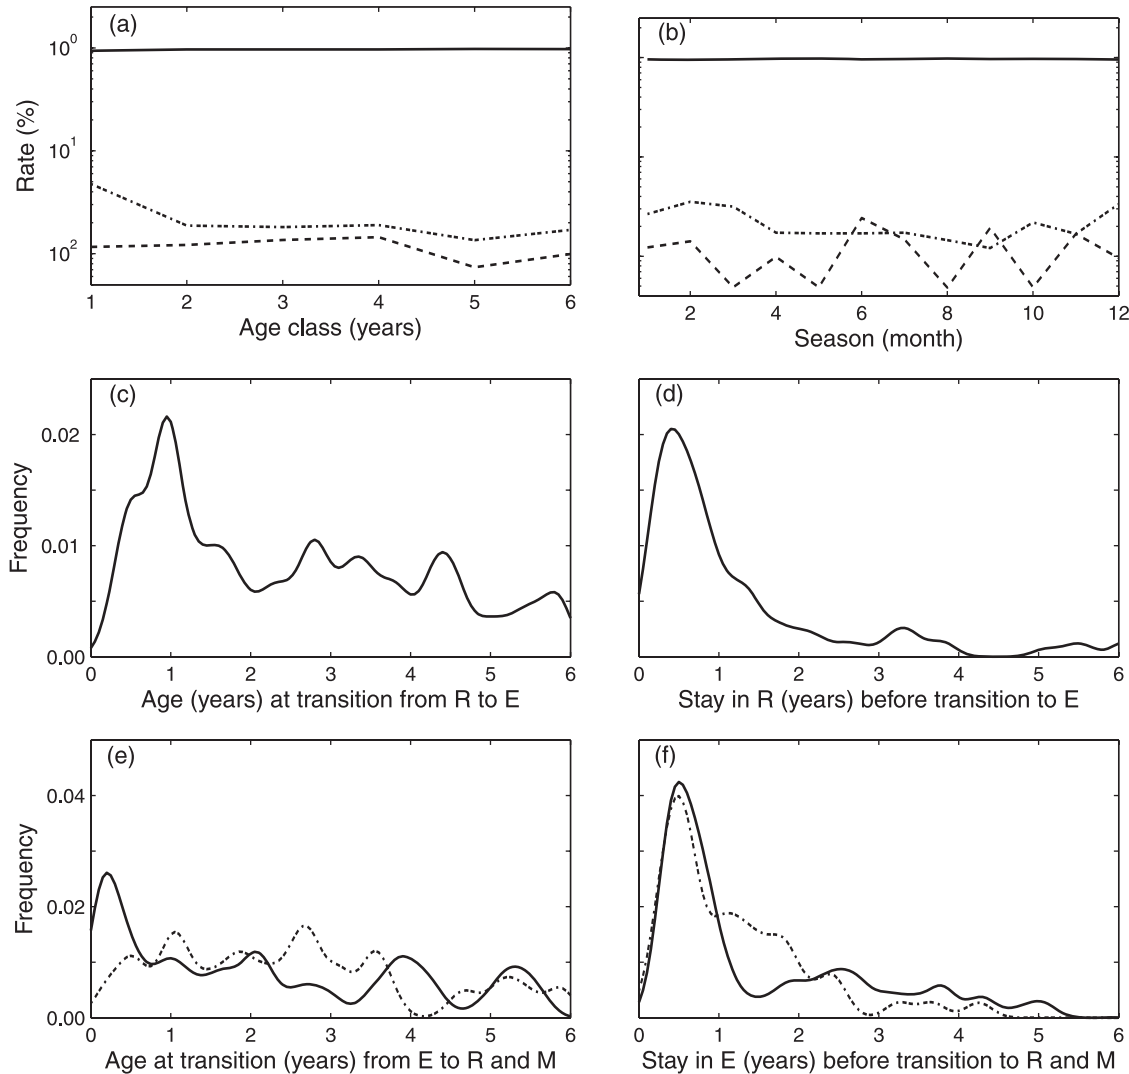 (a)
10^0
10^1
10^2
Rate (%)
1 2 3 4 5 6
Age class (years)
(b)
2 4 6 8 10 12
Season (month)
(c)
0.02
0.01
0.00
Frequency
0 1 2 3 4 5 6
Age (years) at transition from R to E
(d)
0 1 2 3 4 5 6
Stay in R (years) before transition to E
(e)
0.04
0.02
0.00
Frequency
0 1 2 3 4 5 6
Age at transition (years) from E to R and M
(f)
0 1 2 3 4 5 6
Stay in E (years) before transition to R and M